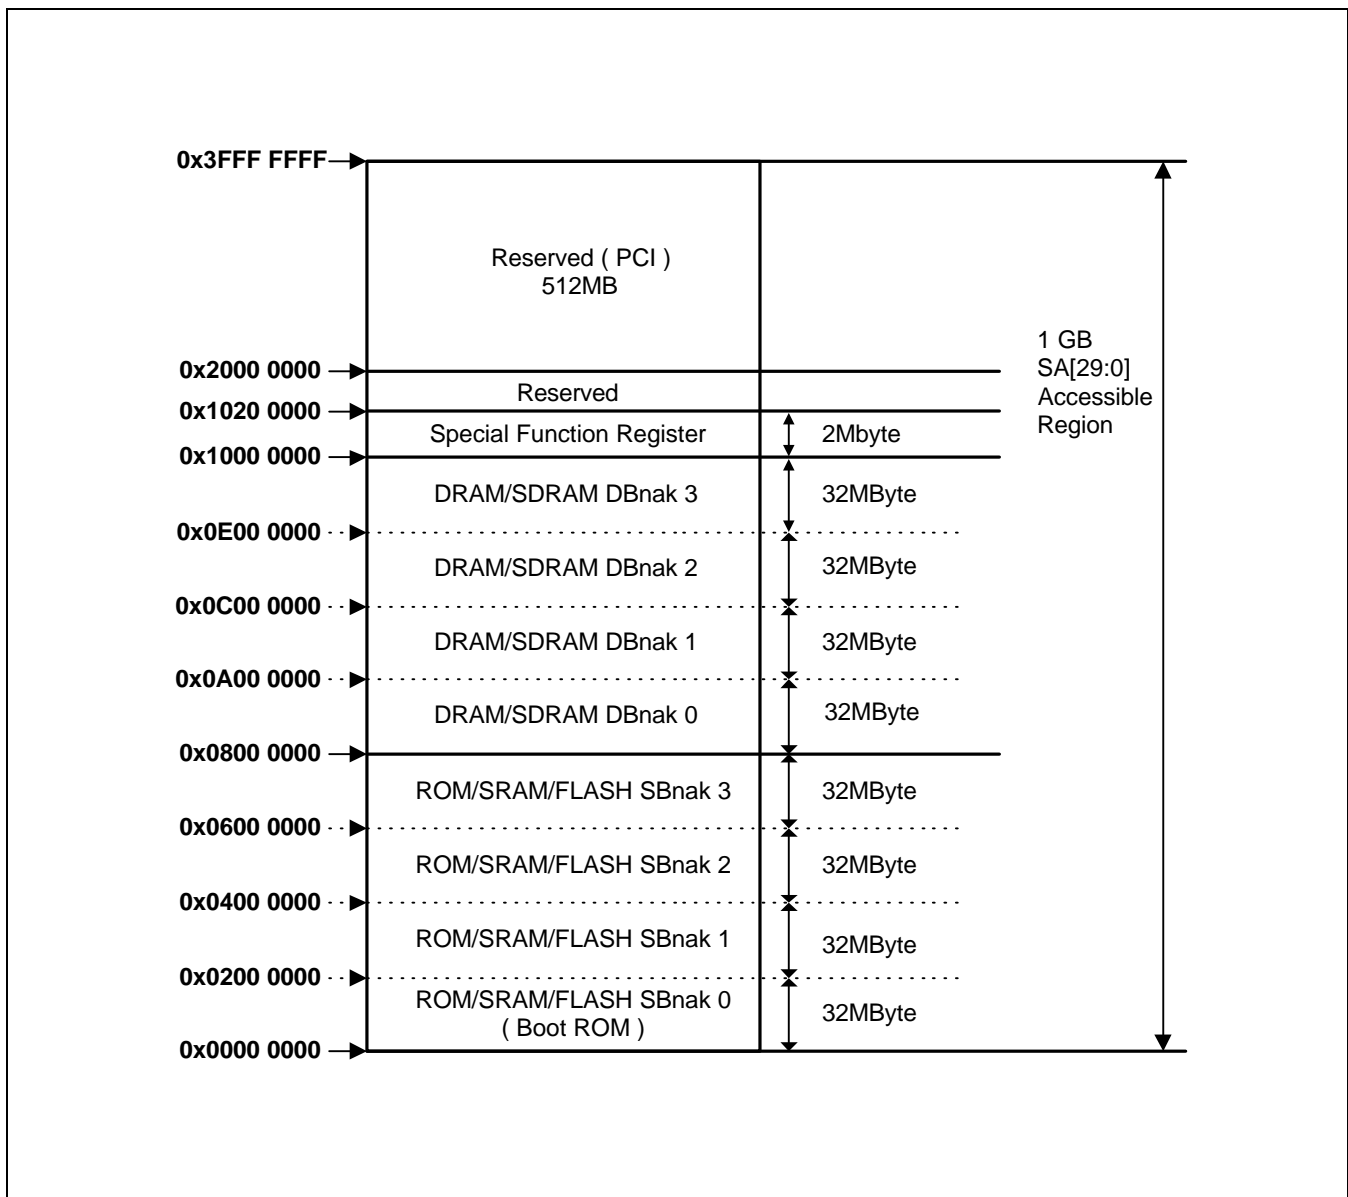 0x3FFF FFFF
Reserved ( PCI )
512MB
1 GB
SA[29:0]
Accessible
Region
0x2000 0000
Reserved
0x1020 0000
Special Function Register
2Mbyte
0x1000 0000
DRAM/SDRAM DBnak 3
32MByte
0x0E00 0000
DRAM/SDRAM DBnak 2
32MByte
0x0C00 0000
DRAM/SDRAM DBnak 1
32MByte
0x0A00 0000
DRAM/SDRAM DBnak 0
32MByte
0x0800 0000
ROM/SRAM/FLASH SBnak 3
32MByte
0x0600 0000
ROM/SRAM/FLASH SBnak 2
32MByte
0x0400 0000
ROM/SRAM/FLASH SBnak 1
32MByte
0x0200 0000
ROM/SRAM/FLASH SBnak 0
( Boot ROM )
32MByte
0x0000 0000